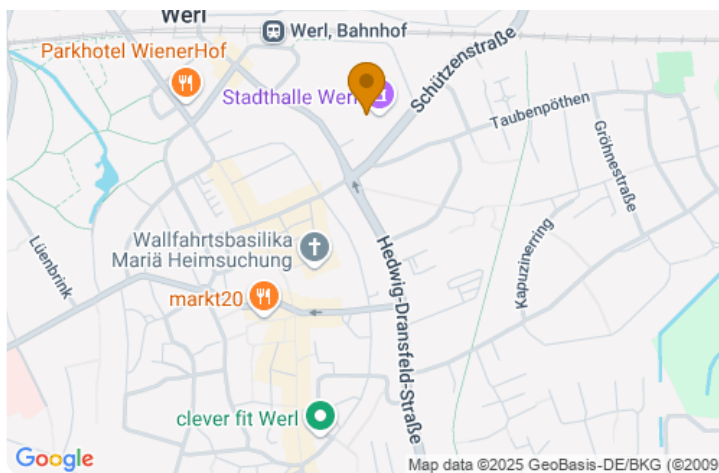 Werl
Werl, Bahnhof
Parkhotel WienerHof
Stadthalle Werl
Schützenstraße
Taubenpöthen
Gröhnestraße
Wallfahrtsbasilika
Mariä Heimsuchung
Lüenbrink
Hedwig-Dransfeld-Straße
Kapuzinerring
markt20
clever fit Werl
Google
Map data ©2025 GeoBasis-DE/BKG (©2009